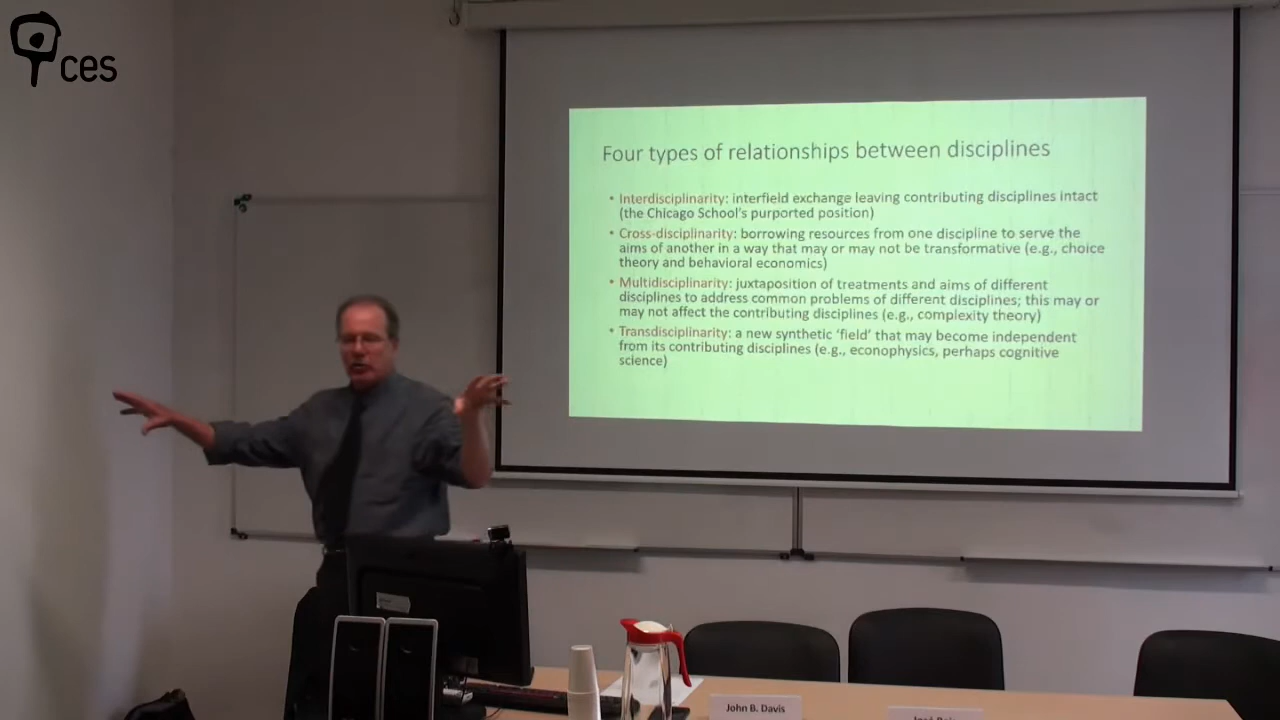 ces
Four types of relationships between disciplines
• Interdisciplinarity: interfield exchange leaving contributing disciplines intact
(the Chicago School's purported position)
• Cross-disciplinarity: borrowing resources from one discipline to serve the
aims of another in a way that may or may not be transformative (e.g., choice
theory and behavioral economics)
• Multidisciplinarity: juxtaposition of treatments and aims of different
disciplines to address common problems of different disciplines; this may or
may not affect the contributing disciplines (e.g., complexity theory)
• Transdisciplinarity: a new synthetic 'field' that may become independent
from its contributing disciplines (e.g., econophysics, perhaps cognitive
science)
John B. Davis